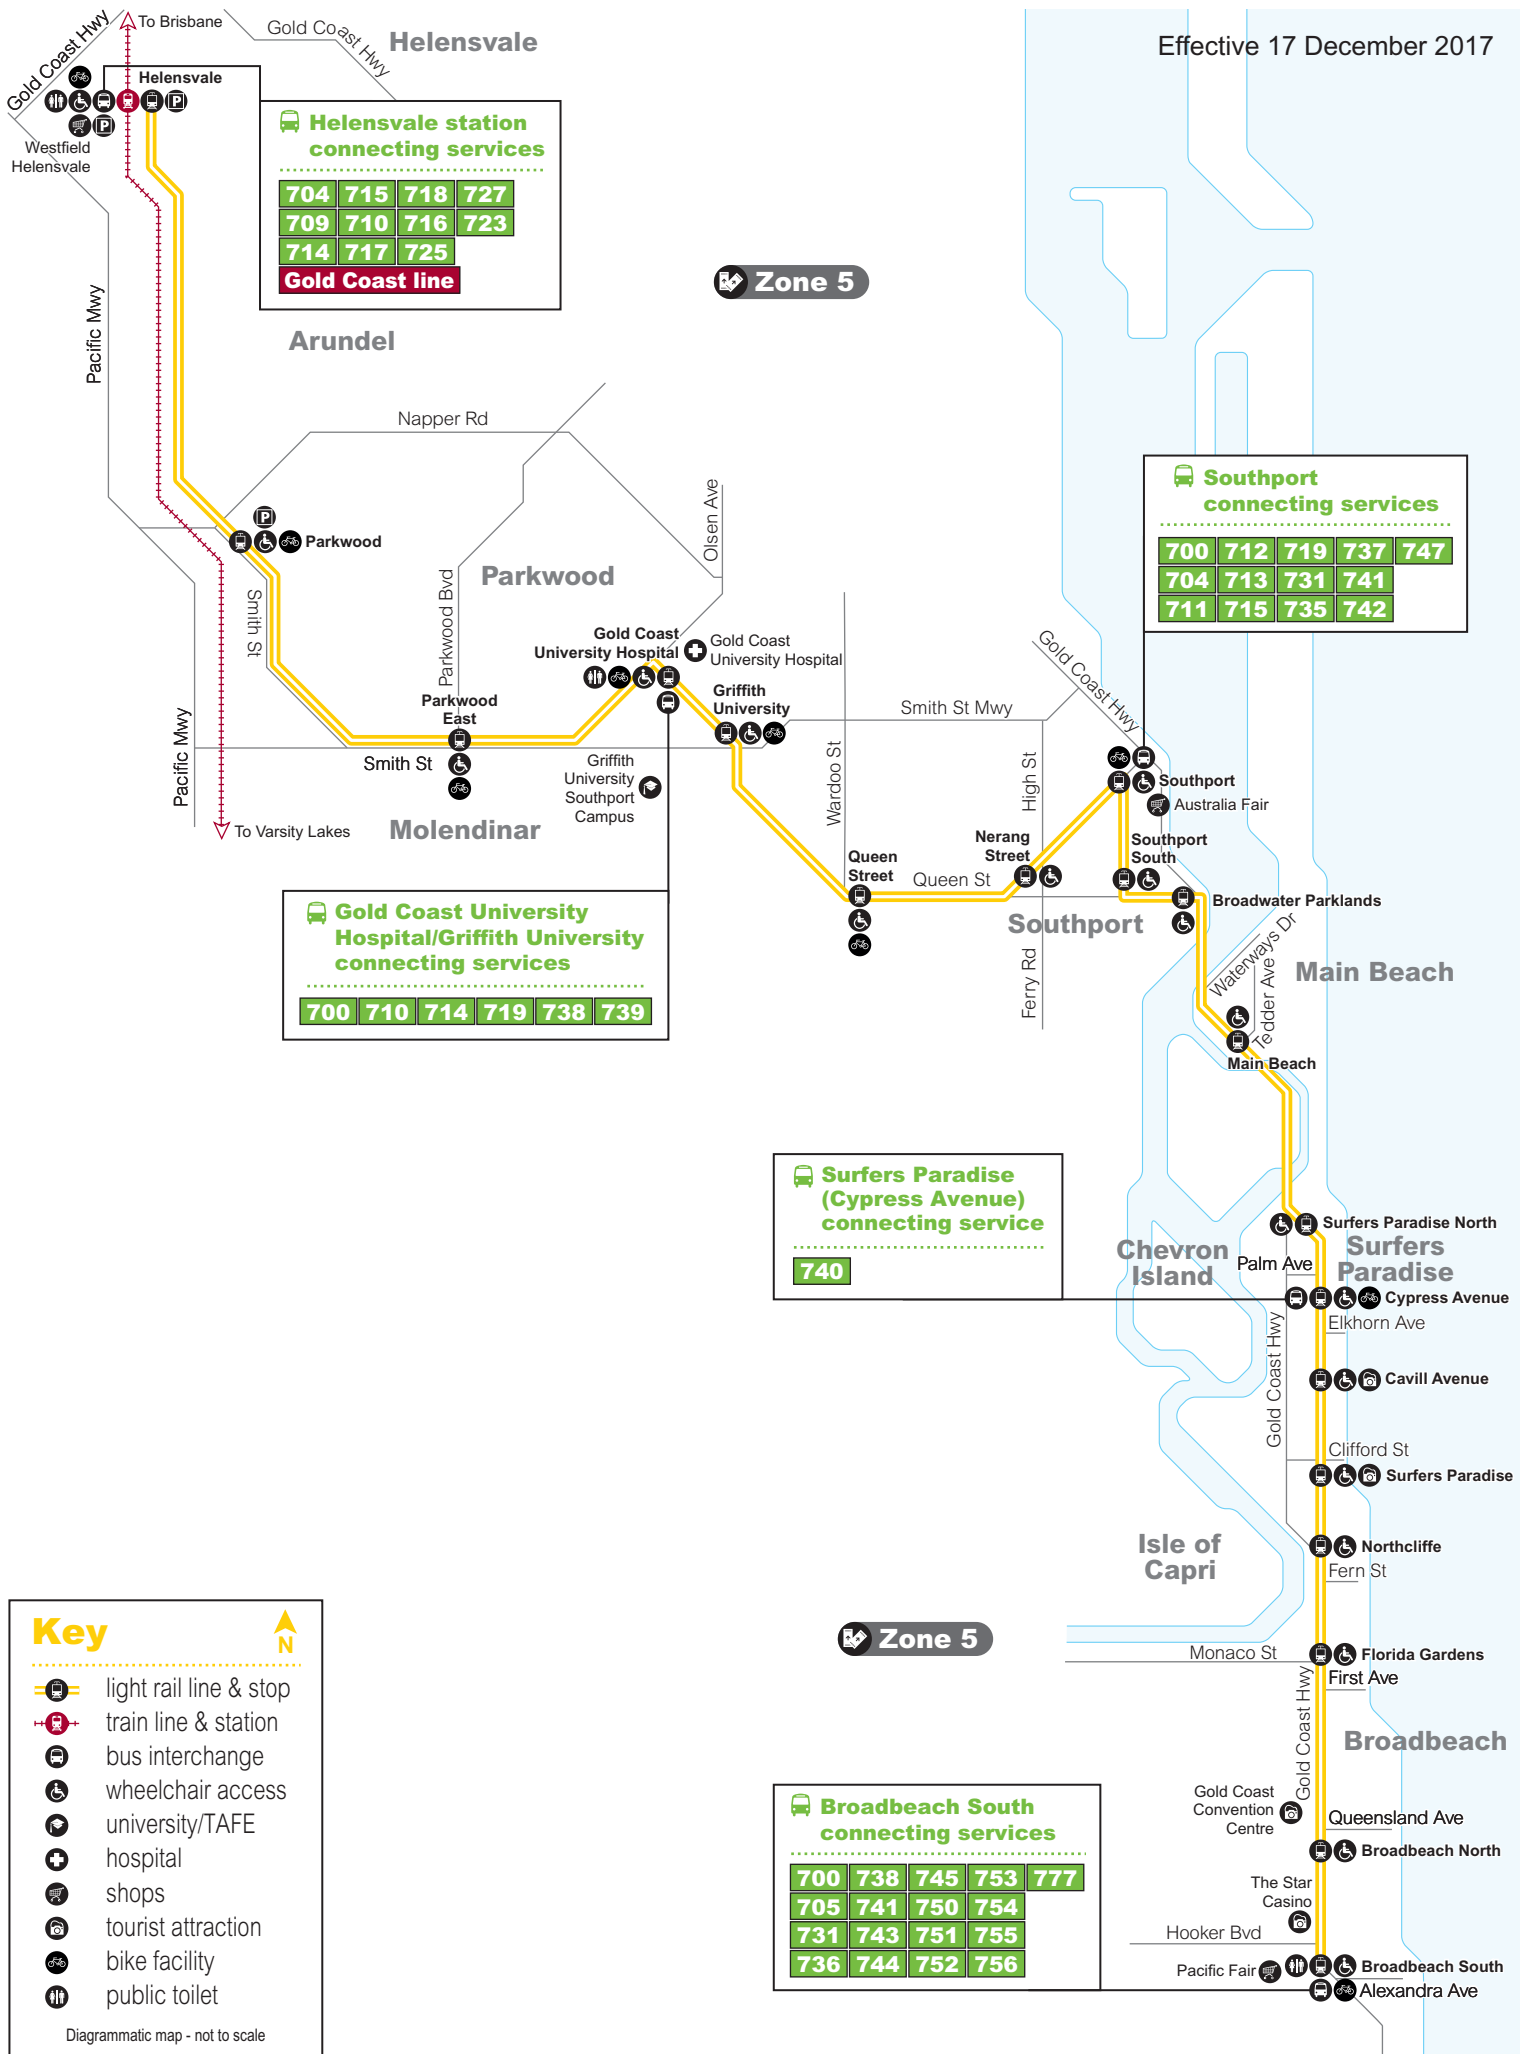 Effective 17 December 2017
To Brisbane
Gold Coast Hwy
Gold Coast Hwy
Helensvale
Helensvale
P
P
Westfield
Helensvale
Helensvale station
connecting services
704 715 718 727
709 710 716 723
714 717 725
Gold Coast line
Zone 5
Pacific Mwy
Arundel
Napper Rd
Olsen Ave
P
Parkwood
Parkwood
Parkwood Bvd
Smith St
Southport
connecting services
700 712 719 737 747
704 713 731 741
711 715 735 742
Gold Coast
University Hospital
Gold Coast
University Hospital
Gold Coast Hwy
Parkwood
East
Griffith
University
Smith St Mwy
Pacific Mwy
Smith St
Griffith
University
Southport
Campus
Wardoo St
High St
Southport
Australia Fair
To Varsity Lakes
Molendinar
Queen
Street
Nerang
Street
Southport
South
Queen St
Broadwater Parklands
Southport
Gold Coast University
Hospital/Griffith University
connecting services
700 710 714 719 738 739
Ferry Rd
Waterways Dr
Tedder Ave
Main Beach
Main Beach
Surfers Paradise
(Cypress Avenue)
connecting service
740
Surfers Paradise North
Chevron
Island
Surfers
Paradise
Palm Ave
Cypress Avenue
Elkhorn Ave
Gold Coast Hwy
Cavill Avenue
Clifford St
Surfers Paradise
Isle of
Capri
Northcliffe
Fern St
Zone 5
Monaco St
Florida Gardens
First Ave
Gold Coast Hwy
Broadbeach
Gold Coast
Convention
Centre
Queensland Ave
Broadbeach North
The Star
Casino
Hooker Bvd
Pacific Fair
Broadbeach South
Alexandra Ave
Broadbeach South
connecting services
700 738 745 753 777
705 741 750 754
731 743 751 755
736 744 752 756
Key
N
light rail line & stop
train line & station
bus interchange
wheelchair access
university/TAFE
hospital
shops
tourist attraction
bike facility
public toilet
Diagrammatic map - not to scale